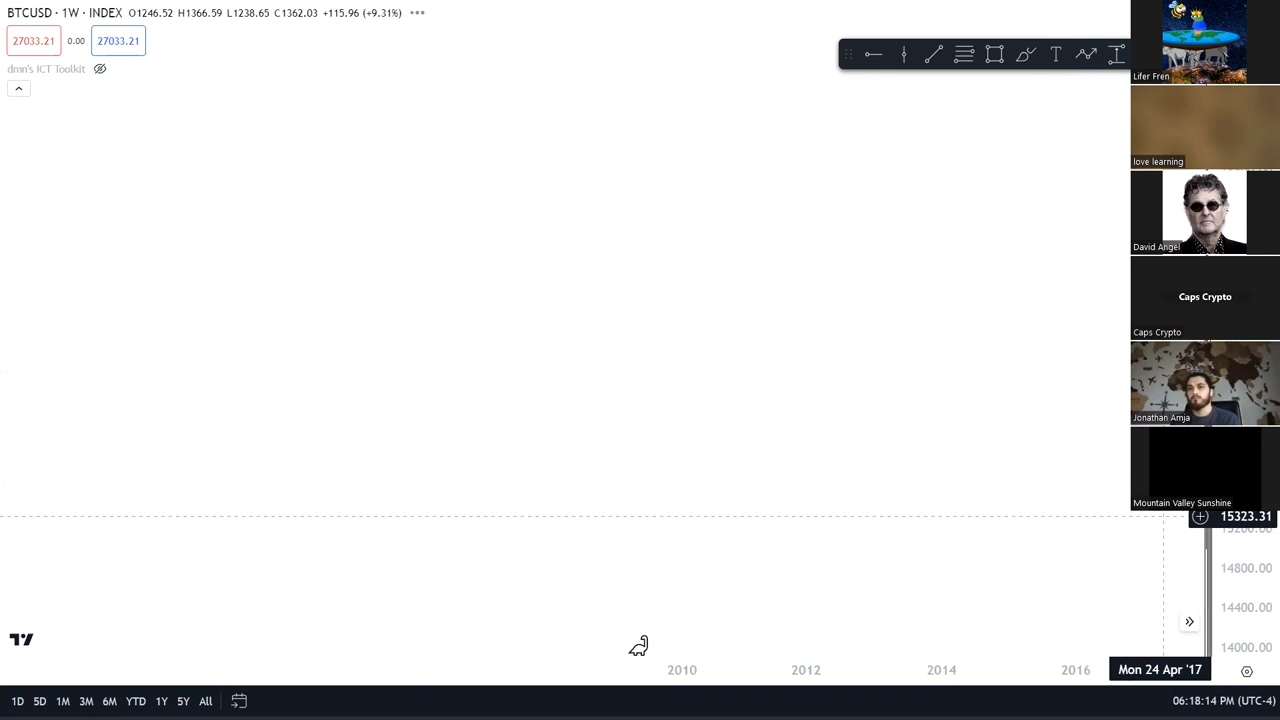 BTCUSD · 1W · INDEX O1246.52 H1366.59 L1238.65 C1362.03 +115.96 (+9.31%)
27033.21 0.00 27033.21
dmn's ICT Toolkit
Lifer Fren
love learning
David Angel
Caps Crypto
Caps Crypto
Jonathan Amja
Mountain Valley Sunshine
15323.31
15200.00
14800.00
14400.00
14000.00
2010 2012 2014 2016 Mon 24 Apr '17
1D 5D 1M 3M 6M YTD 1Y 5Y All 06:18:14 PM (UTC-4)